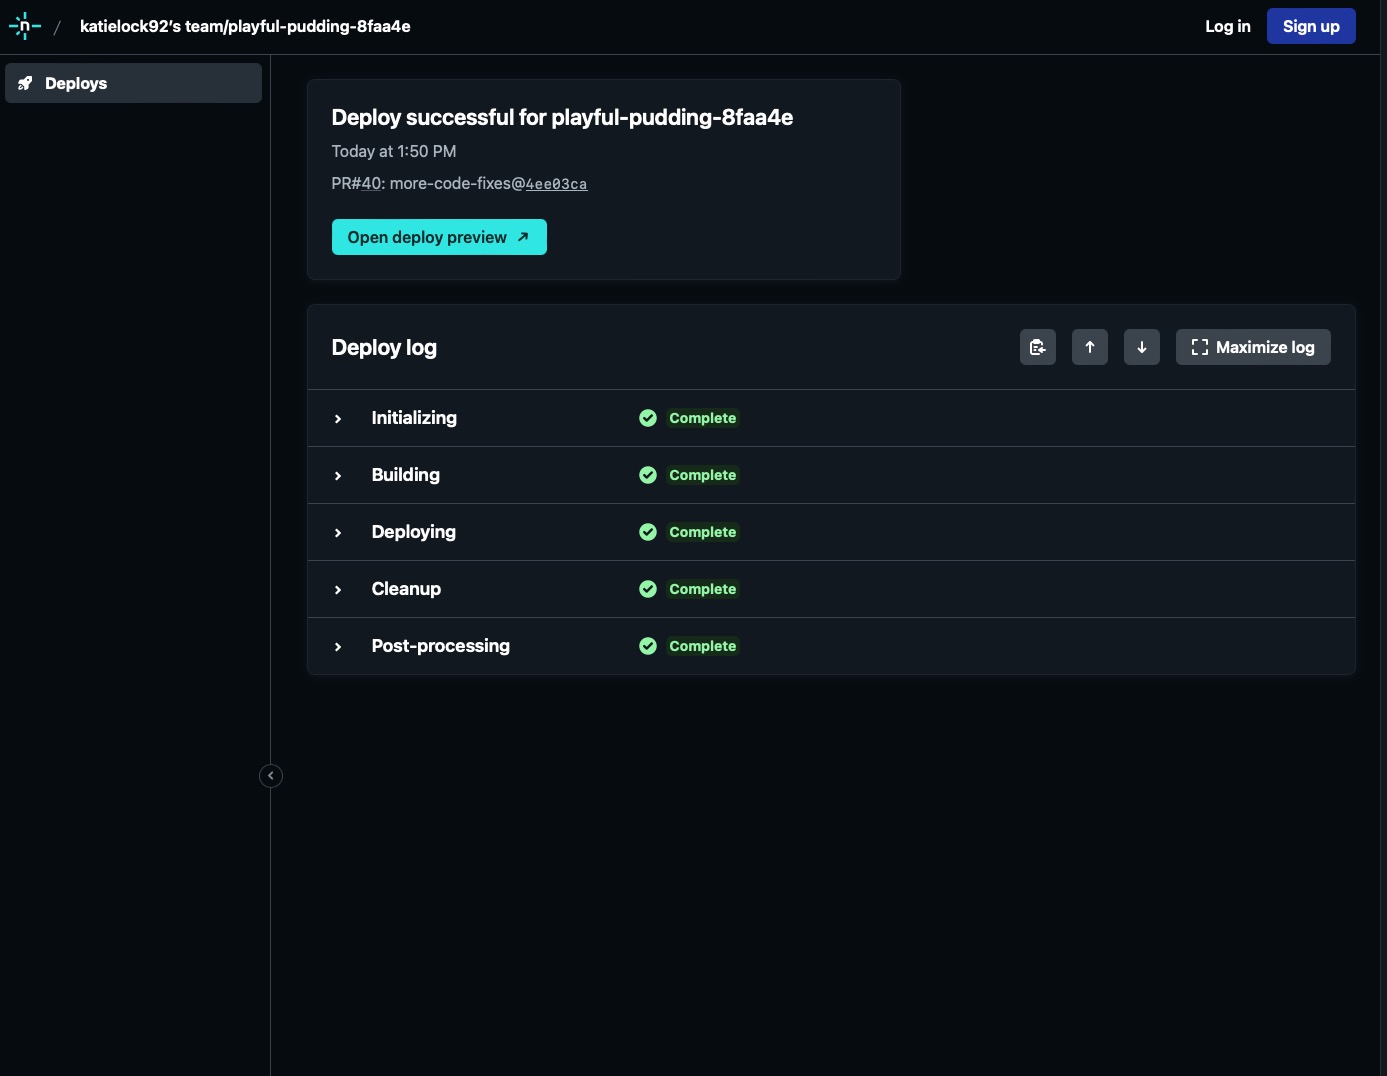 n / katielock92's team/playful-pudding-8faa4e
Log in
Sign up
Deploys
Deploy successful for playful-pudding-8faa4e
Today at 1:50 PM
PR#40: more-code-fixes@4ee03ca
Open deploy preview
Deploy log
Maximize log
Initializing Complete
Building Complete
Deploying Complete
Cleanup Complete
Post-processing Complete